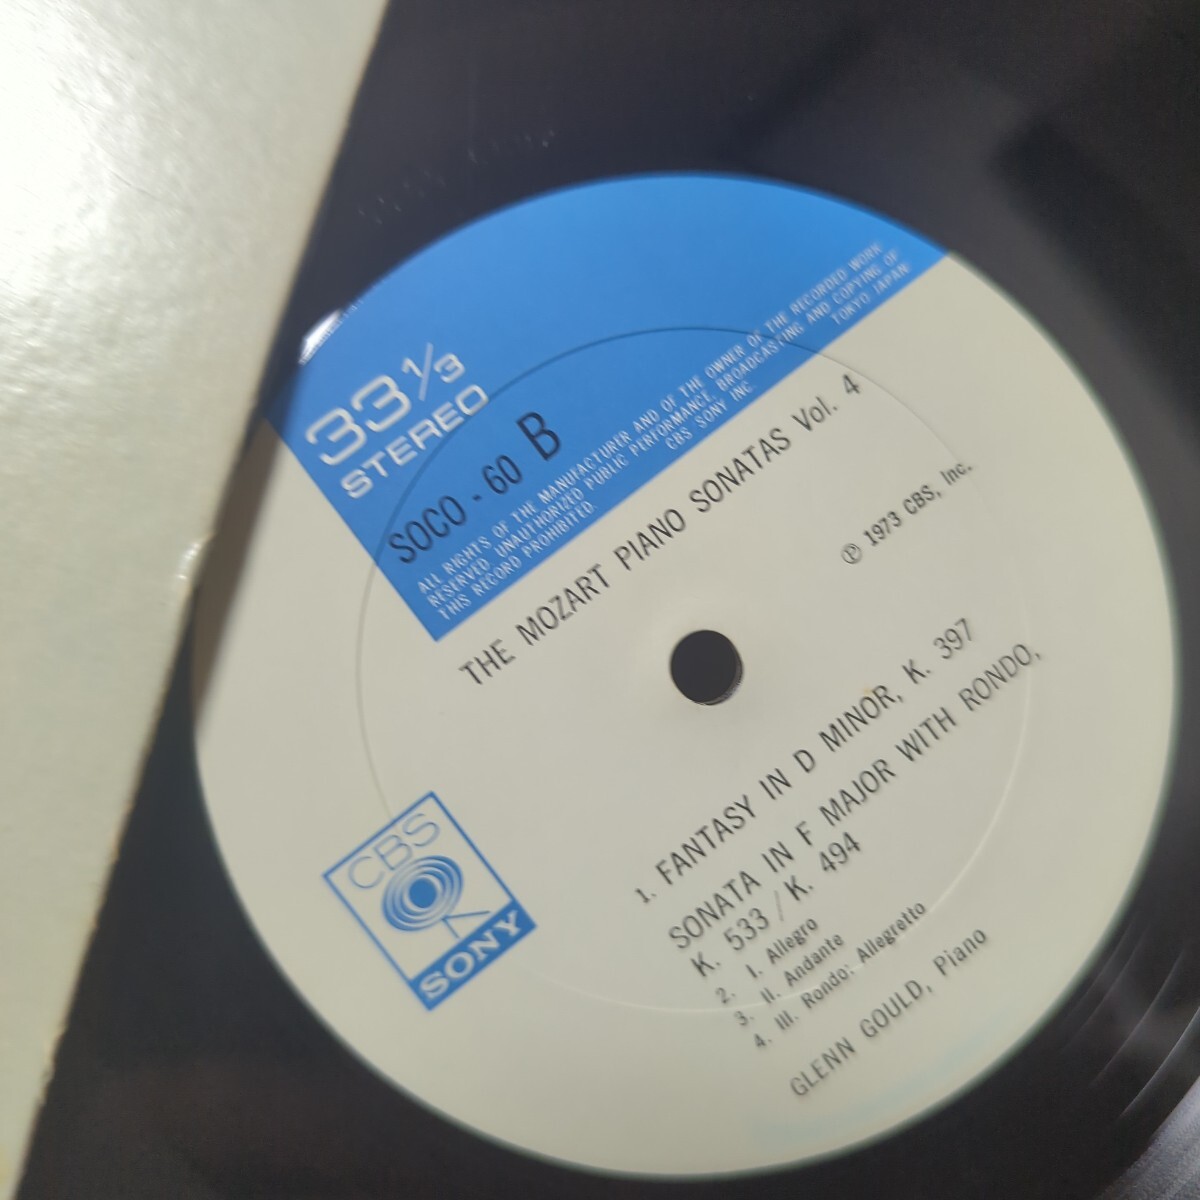 33 1/3
STEREO
SOCO - 60 B
ALL RIGHTS OF THE MANUFACTURER AND OF THE OWNER OF THE RECORDED WORK
RESERVED UNAUTHORIZED PUBLIC PERFORMANCE, BROADCASTING AND COPYING OF
THIS RECORD PROHIBITED. CBS SONY INC. TOKYO JAPAN
THE MOZART PIANO SONATAS Vol. 4
℗ 1973 CBS, Inc.
1. FANTASY IN D MINOR, K. 397
SONATA IN F MAJOR WITH RONDO,
K. 533 / K. 494
2. I. Allegro
3. II. Andante
4. III. Rondo: Allegretto
GLENN GOULD, Piano
CBS
SONY